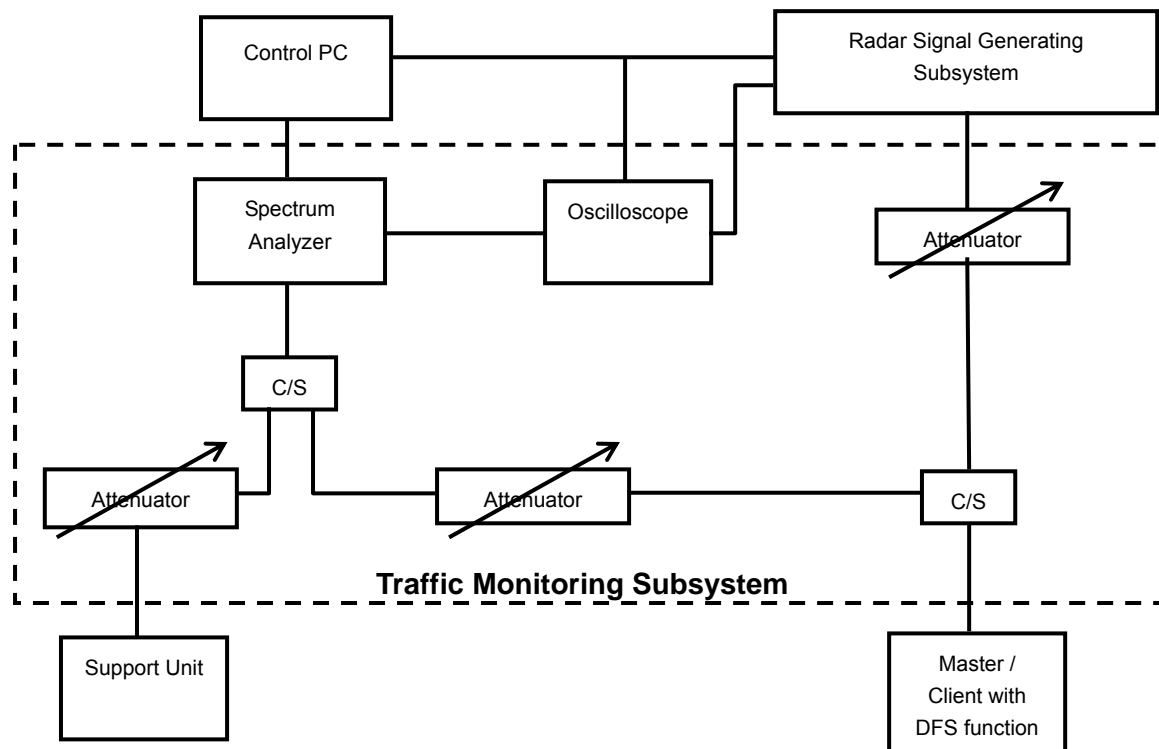 Control PC
Radar Signal Generating
Subsystem
Spectrum
Analyzer
Oscilloscope
Attenuator
C/S
Attenuator
Attenuator
C/S
Traffic Monitoring Subsystem
Support Unit
Master /
Client with
DFS function